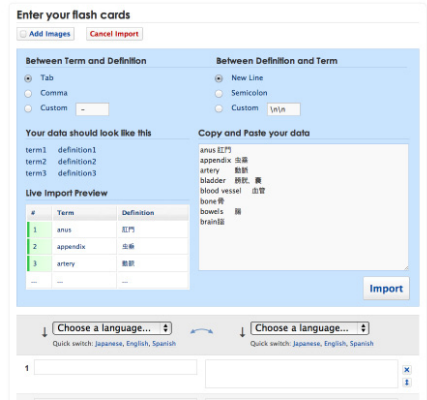 Enter your flash cards
Add Images Cancel Import
Between Term and Definition
Tab
Comma
Custom -
Between Definition and Term
New Line
Semicolon
Custom \n\n
Your data should look like this
term1 definition1
term2 definition2
term3 definition3
Copy and Paste your data
anus 肛門
appendix 虫垂
artery 動脈
bladder 膀胱、嚢
blood vessel 血管
bone 骨
bowels 腸
brain 脳
Live Import Preview
# Term Definition
1 anus 肛門
2 appendix 虫垂
3 artery 動脈
... ... ...
Import
Choose a language...
Quick switch: Japanese, English, Spanish
Choose a language...
Quick switch: Japanese, English, Spanish
1